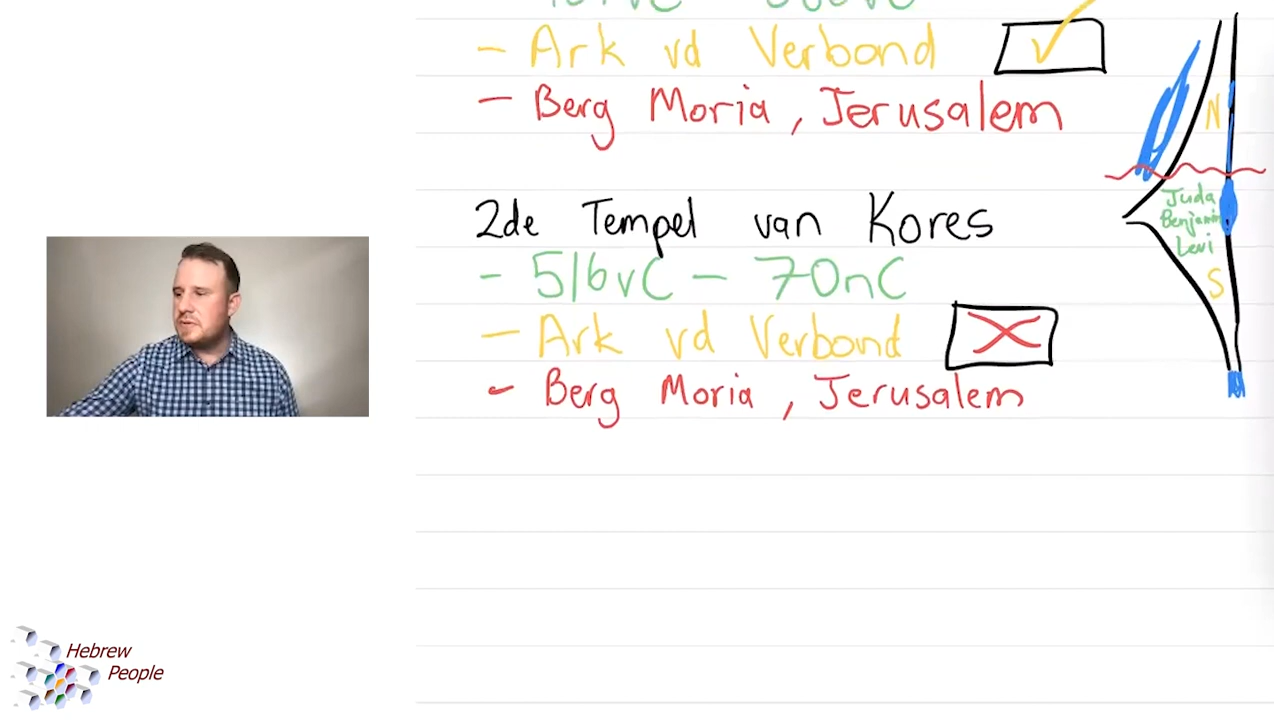 - Ark vd Verbond
- Berg Moria, Jerusalem
2de Tempel van Kores
- 516vC - 70nC
- Ark vd Verbond
- Berg Moria, Jerusalem
N
Juda
Benjamin
Levi
S
Hebrew
People